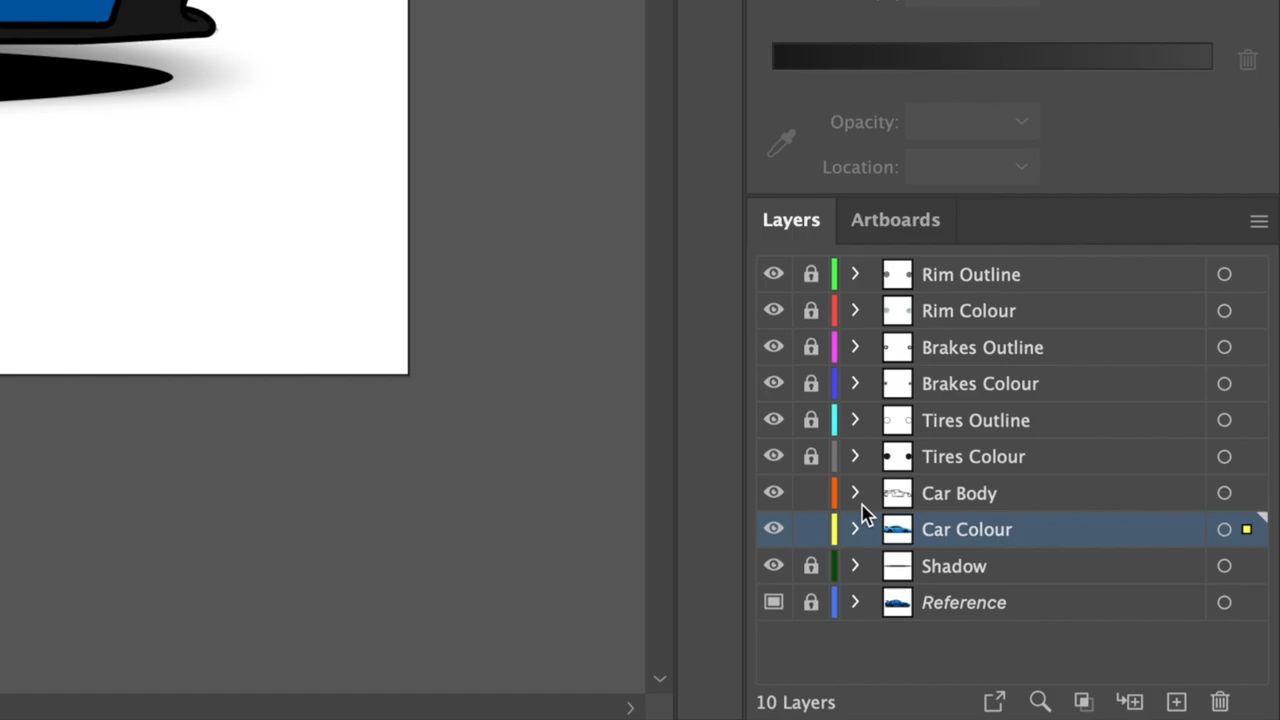 Opacity:
Location:
Layers
Artboards
Rim Outline
Rim Colour
Brakes Outline
Brakes Colour
Tires Outline
Tires Colour
Car Body
Car Colour
Shadow
Reference
10 Layers